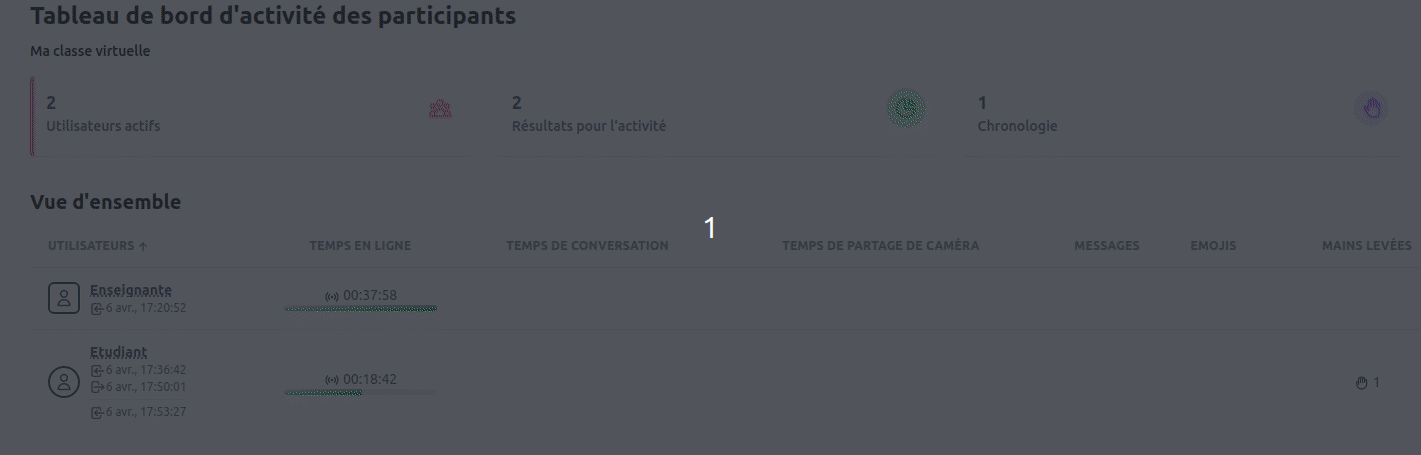 Tableau de bord d'activité des participants
Ma classe virtuelle
2
Utilisateurs actifs
2
Résultats pour l'activité
1
Chronologie
Vue d'ensemble
1
UTILISATEURS ↑ TEMPS EN LIGNE TEMPS DE CONVERSATION TEMPS DE PARTAGE DE CAMÉRA MESSAGES EMOJIS MAINS LEVÉES
Enseignante
6 avr., 17:20:52
00:37:58
Etudiant
6 avr., 17:36:42
6 avr., 17:50:01
6 avr., 17:53:27
00:18:42
1